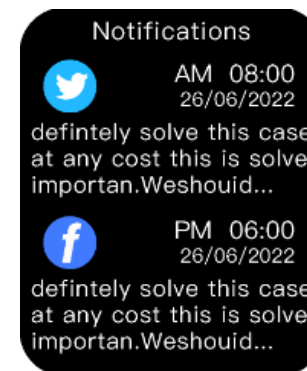 Notifications
AM 08:00
26/06/2022
defintely solve this case
at any cost this is solve
importan.Weshouid...
f
PM 06:00
26/06/2022
defintely solve this case
at any cost this is solve
importan.Weshouid...